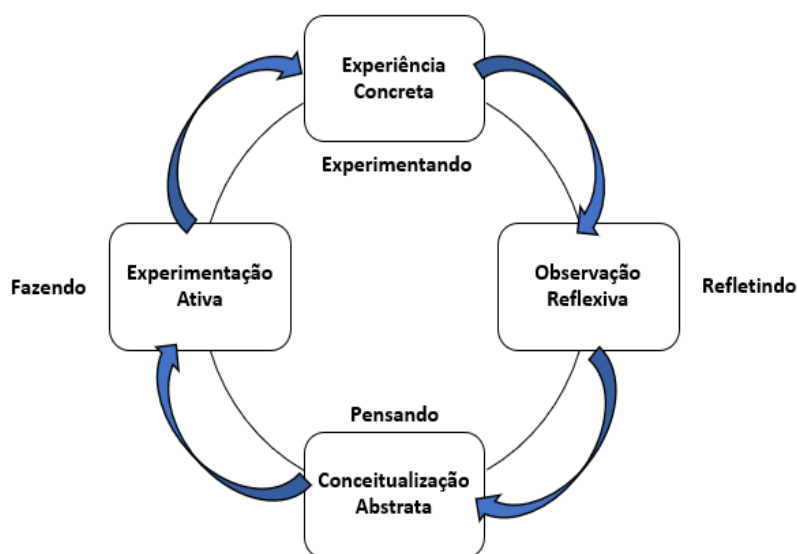 Experiência
Concreta
Experimentando
Fazendo
Experimentação
Ativa
Observação
Reflexiva
Refletindo
Pensando
Conceitualização
Abstrata